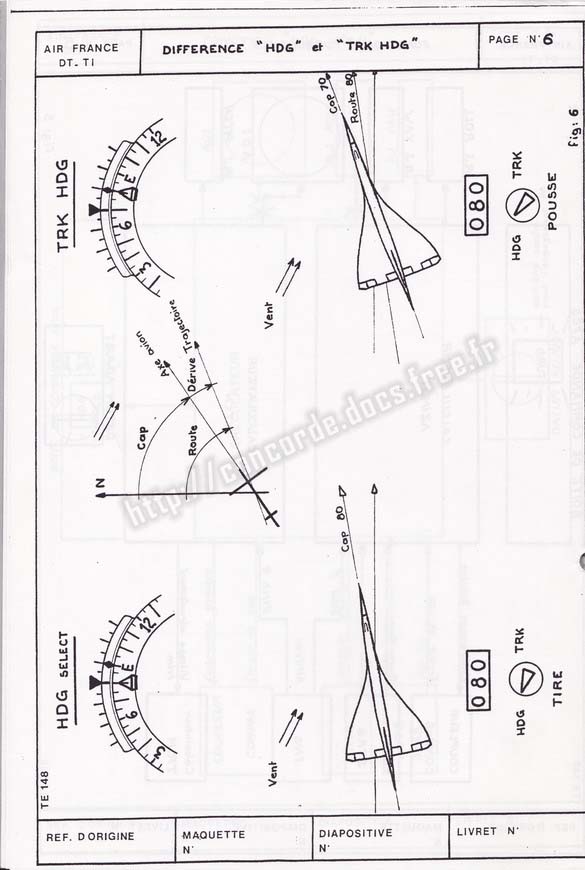 AIR FRANCE
DT. TI
DIFFERENCE "HDG" et "TRK HDG"
PAGE N° 6
Fig: 6
TRK HDG
12
E
6
3
Cap 70
Route 80
080
HDG
TRK
POUSSE
Vent
N
Cap
Route
Axe avion
Dérive
Trajectoire
http://concorde.docs.free.fr
HDG SELECT
12
E
6
3
Cap 80
080
HDG
TRK
TIRE
Vent
TE 148
REF. D'ORIGINE
MAQUETTE
N°
DIAPOSITIVE
N°
LIVRET N°